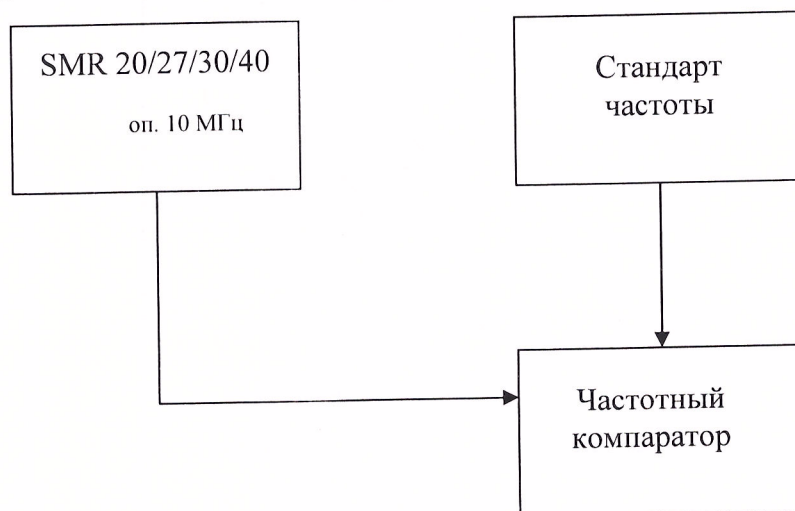 SMR 20/27/30/40
оп. 10 МГц
Стандарт
частоты
Частотный
компаратор